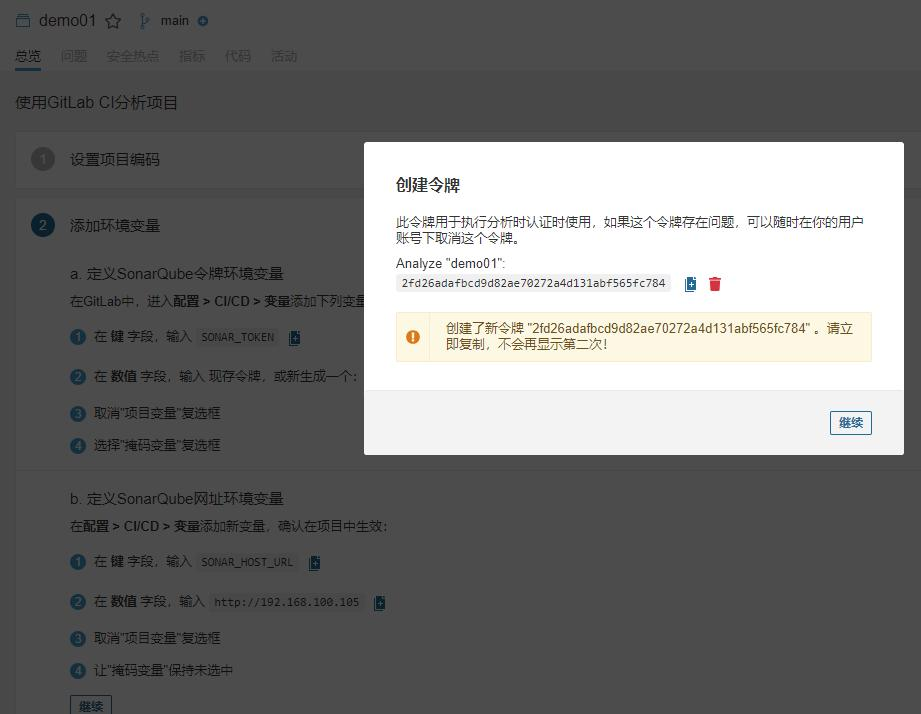 demo01 main
总览 问题 安全热点 指标 代码 活动
使用GitLab CI分析项目
1 设置项目编码
2 添加环境变量
a. 定义SonarQube令牌环境变量
在GitLab中，进入配置 > CI/CD > 变量添加下列变量
1 在 键 字段，输入 SONAR_TOKEN
2 在 数值 字段，输入 现存令牌，或新生成一个：
3 取消"项目变量"复选框
4 选择"掩码变量"复选框
b. 定义SonarQube网址环境变量
在配置 > CI/CD > 变量添加新变量，确认在项目中生效：
1 在 键 字段，输入 SONAR_HOST_URL
2 在 数值 字段，输入 http://192.168.100.105
3 取消"项目变量"复选框
4 让"掩码变量"保持未选中
继续
创建令牌
此令牌用于执行分析时认证时使用，如果这个令牌存在问题，可以随时在你的用户
账号下取消这个令牌。
Analyze "demo01":
2fd26adafbcd9d82ae70272a4d131abf565fc784
创建了新令牌 "2fd26adafbcd9d82ae70272a4d131abf565fc784" 。请立
即复制，不会再显示第二次！
继续